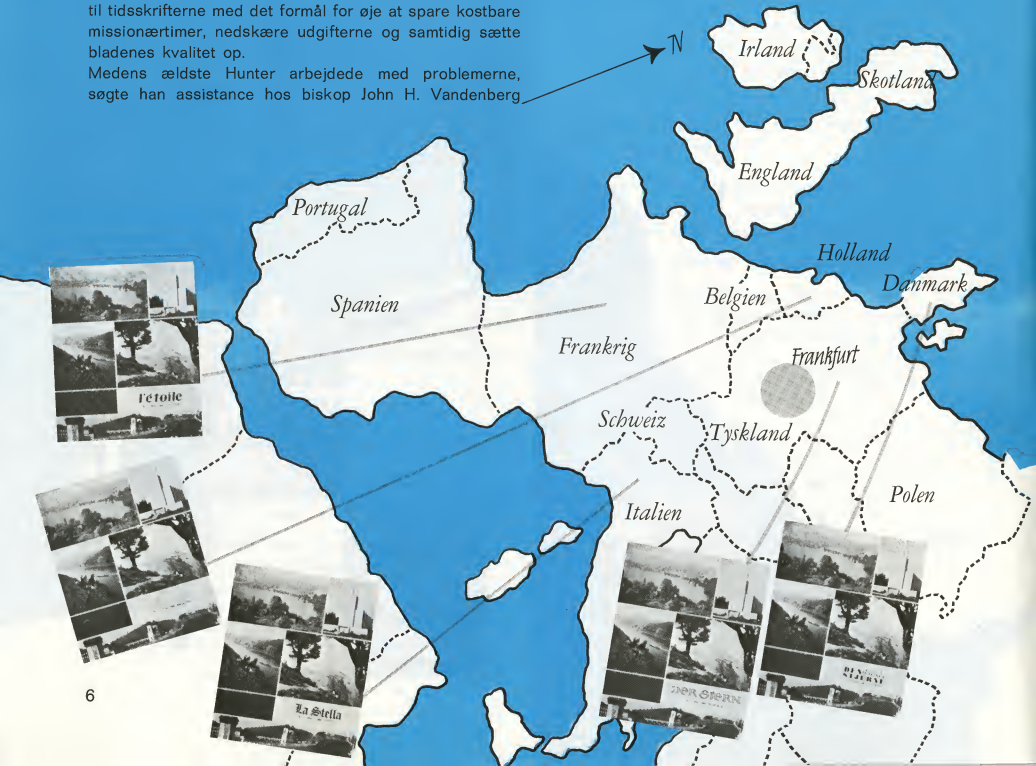 til tidsskrifterne med det formål for øje at spare kostbare
missionærtimer, nedskære udgifterne og samtidig sætte
bladenes kvalitet op.
Medens ældste Hunter arbejdede med problemerne,
søgte han assistance hos biskop John H. Vandenberg
N
Irland
Skotland
England
Portugal
Holland
Danmark
Spanien
Belgien
Frankrig
Frankfurt
l'étoile
Schweiz
Tyskland
Polen
Italien
DEN
STJERNE
DER STERN
La Stella
6